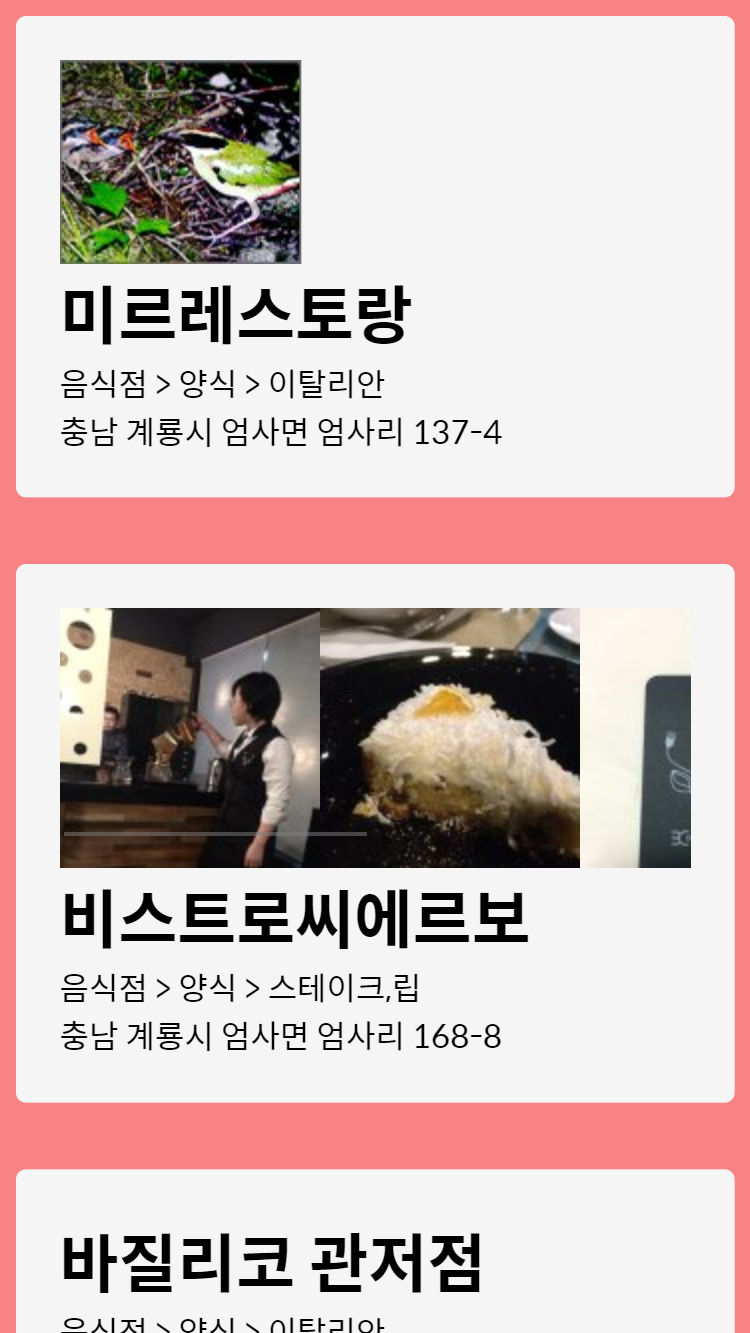 미르레스토랑
음식점 > 양식 > 이탈리안
충남 계룡시 엄사면 엄사리 137-4
비스트로씨에르보
음식점 > 양식 > 스테이크,립
충남 계룡시 엄사면 엄사리 168-8
바질리코 관저점
음식점 > 양식 > 이탈리안